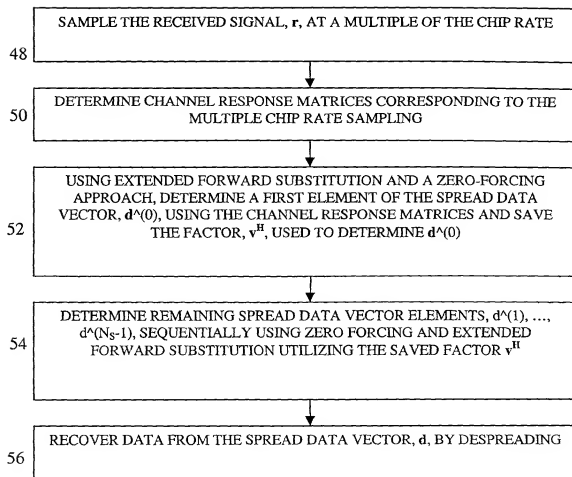 SAMPLE THE RECEIVED SIGNAL, r, AT A MULTIPLE OF THE CHIP RATE
48
DETERMINE CHANNEL RESPONSE MATRICES CORRESPONDING TO THE
MULTIPLE CHIP RATE SAMPLING
50
USING EXTENDED FORWARD SUBSTITUTION AND A ZERO-FORCING
APPROACH, DETERMINE A FIRST ELEMENT OF THE SPREAD DATA
VECTOR, d^(0), USING THE CHANNEL RESPONSE MATRICES AND SAVE
THE FACTOR, v^H, USED TO DETERMINE d^(0)
52
DETERMINE REMAINING SPREAD DATA VECTOR ELEMENTS, d^(1), ...,
d^(Ns-1), SEQUENTIALLY USING ZERO FORCING AND EXTENDED
FORWARD SUBSTITUTION UTILIZING THE SAVED FACTOR v^H
54
RECOVER DATA FROM THE SPREAD DATA VECTOR, d, BY DESPREADING
56